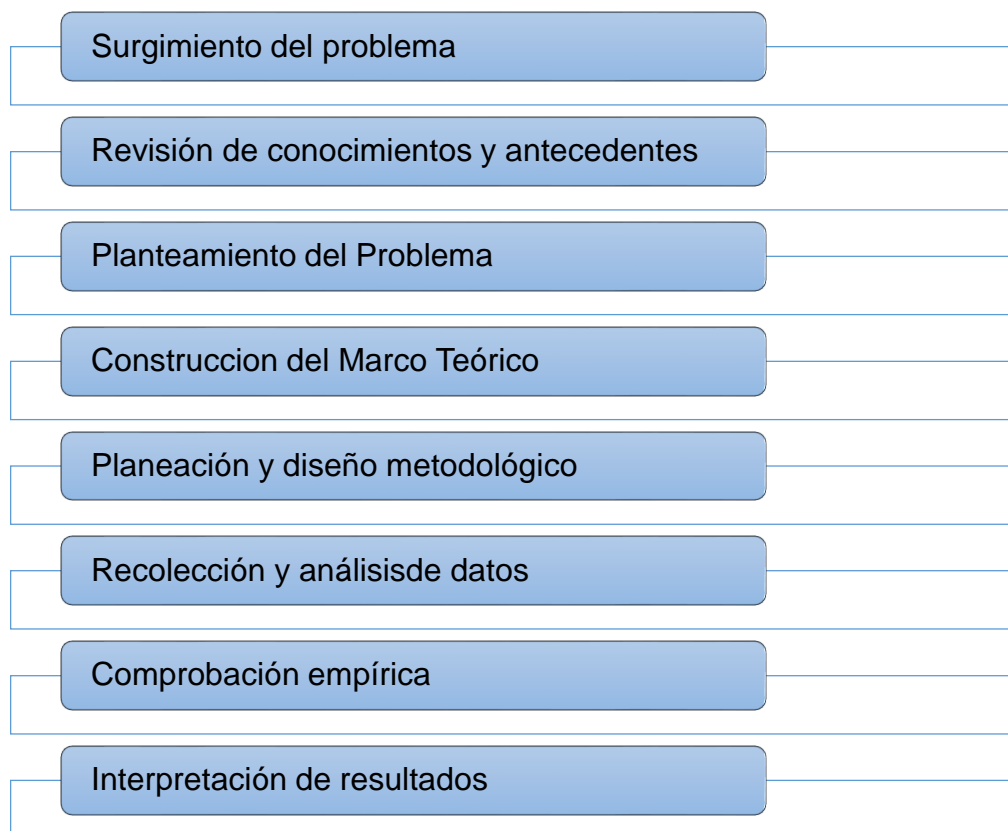 Surgimiento del problema
Revisión de conocimientos y antecedentes
Planteamiento del Problema
Construccion del Marco Teórico
Planeación y diseño metodológico
Recolección y análisisde datos
Comprobación empírica
Interpretación de resultados